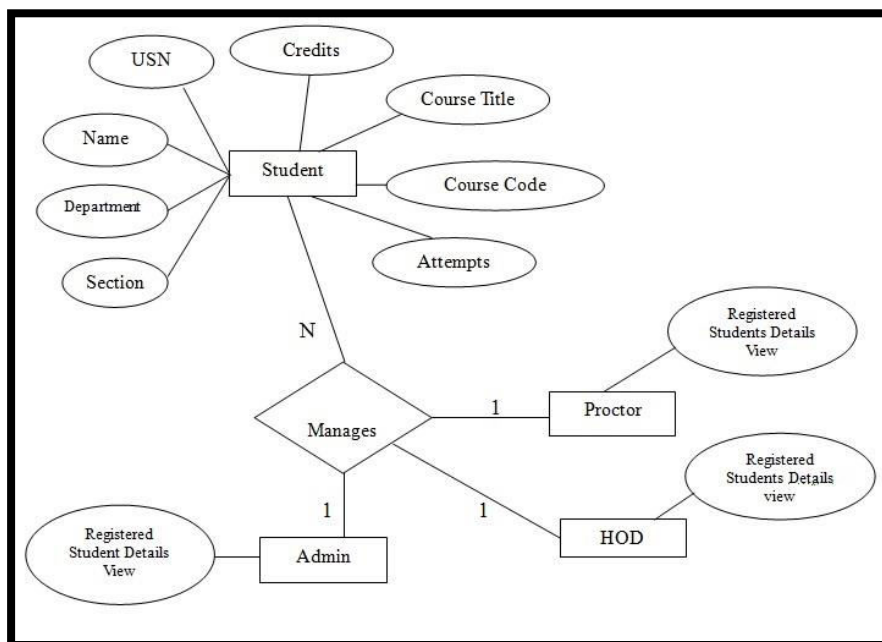 USN
Credits
Course Title
Name
Student
Course Code
Department
Attempts
Section
N
Registered
Students Details
View
1
Proctor
Manages
Registered
Students Details
view
1
1
HOD
Registered
Student Details
View
Admin